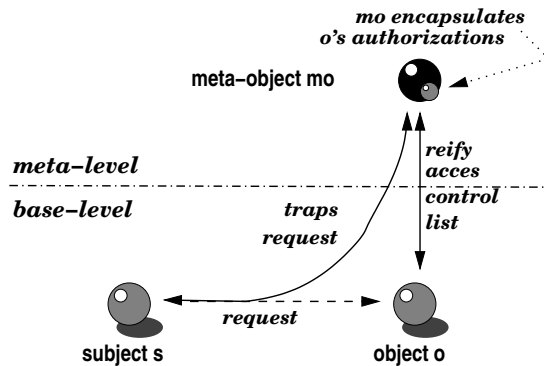 mo encapsulates
o's authorizations
meta-object mo
meta-level
base-level
reify
acces
control
list
traps
request
request
subject s
object o